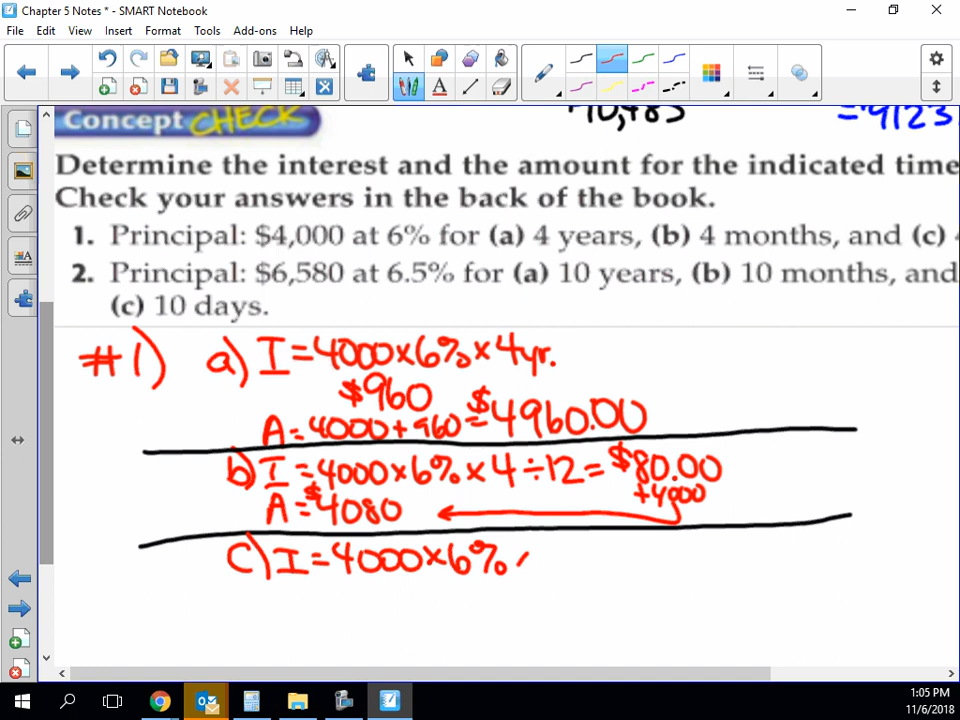 Chapter 5 Notes * - SMART Notebook
File Edit View Insert Format Tools Add-ons Help
Concept CHECK
=4123
Determine the interest and the amount for the indicated time
Check your answers in the back of the book.
1. Principal: $4,000 at 6% for (a) 4 years, (b) 4 months, and (c)
2. Principal: $6,580 at 6.5% for (a) 10 years, (b) 10 months, and
(c) 10 days.
#1) a) I=4000×6%×4yr.
$960
A=4000+960=$4960.00
b) I=4000×6%×4÷12=$80.00
+4000
A=$4080
C) I=4000×6%
1:05 PM
11/6/2018